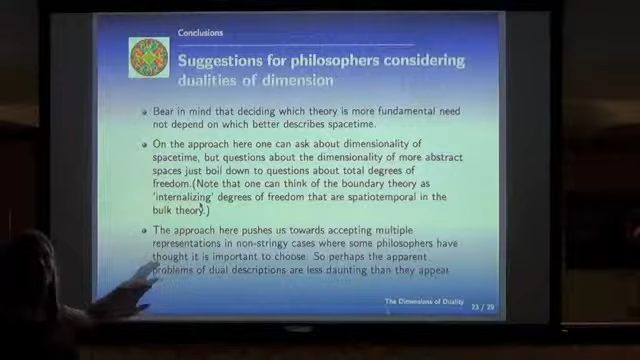 Conclusions
Suggestions for philosophers considering
dualities of dimension
Bear in mind that deciding which theory is more fundamental need
not depend on which better describes spacetime.
On the approach here one can ask about dimensionality of
spacetime, but questions about the dimensionality of more abstract
spaces just boil down to questions about total degrees of
freedom.(Note that one can think of the boundary theory as
'internalizing' degrees of freedom that are spatiotemporal in the
bulk theory.)
The approach here pushes us towards accepting multiple
representations in non-stringy cases where some philosophers have
thought it is important to choose. So perhaps the apparent
problems of dual descriptions are less daunting than they appear
The Dimensions of Duality
23 / 29